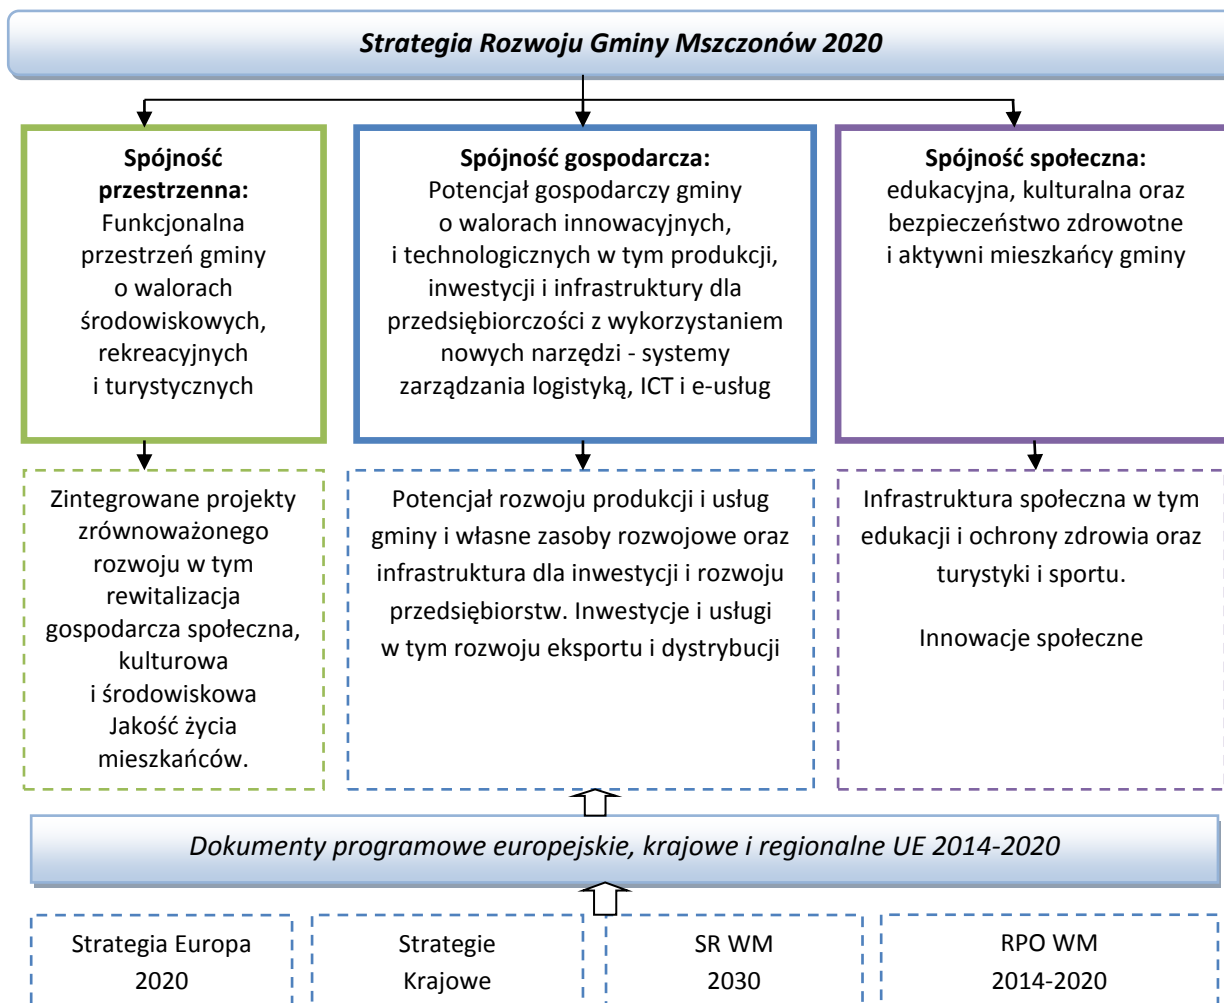 Strategia Rozwoju Gminy Mszczonów 2020
Spójność
przestrzenna:
Funkcjonalna
przestrzeń gminy
o walorach
środowiskowych,
rekreacyjnych
i turystycznych
Spójność gospodarcza:
Potencjał gospodarczy gminy
o walorach innowacyjnych,
i technologicznych w tym produkcji,
inwestycji i infrastruktury dla
przedsiębiorczości z wykorzystaniem
nowych narzędzi - systemy
zarządzania logistyką, ICT i e-usług
Spójność społeczna:
edukacyjna, kulturalna oraz
bezpieczeństwo zdrowotne
i aktywni mieszkańcy gminy
Zintegrowane projekty
zrównoważonego
rozwoju w tym
rewitalizacja
gospodarcza społeczna,
kulturowa
i środowiskowa
Jakość życia
mieszkańców.
Potencjał rozwoju produkcji i usług
gminy i własne zasoby rozwojowe oraz
infrastruktura dla inwestycji i rozwoju
przedsiębiorstw. Inwestycje i usługi
w tym rozwoju eksportu i dystrybucji
Infrastruktura społeczna w tym
edukacji i ochrony zdrowia oraz
turystyki i sportu.
Innowacje społeczne
Dokumenty programowe europejskie, krajowe i regionalne UE 2014-2020
Strategia Europa
2020
Strategie
Krajowe
SR WM
2030
RPO WM
2014-2020